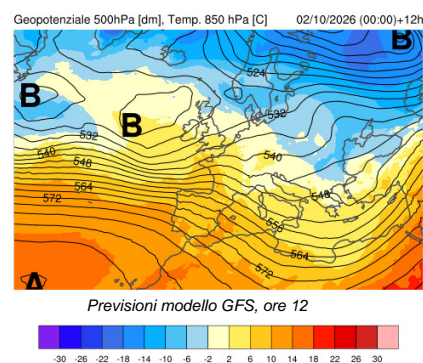 Geopotenziale 500hPa [dm], Temp. 850 hPa [C] 02/10/2026 (00:00)+12h
B
524
B
B
532
532
540
540
548
548
564
572
556
564
572
A
Previsioni modello GFS, ore 12
-30 -26 -22 -18 -14 -10 -6 -2 2 6 10 14 18 22 26 30